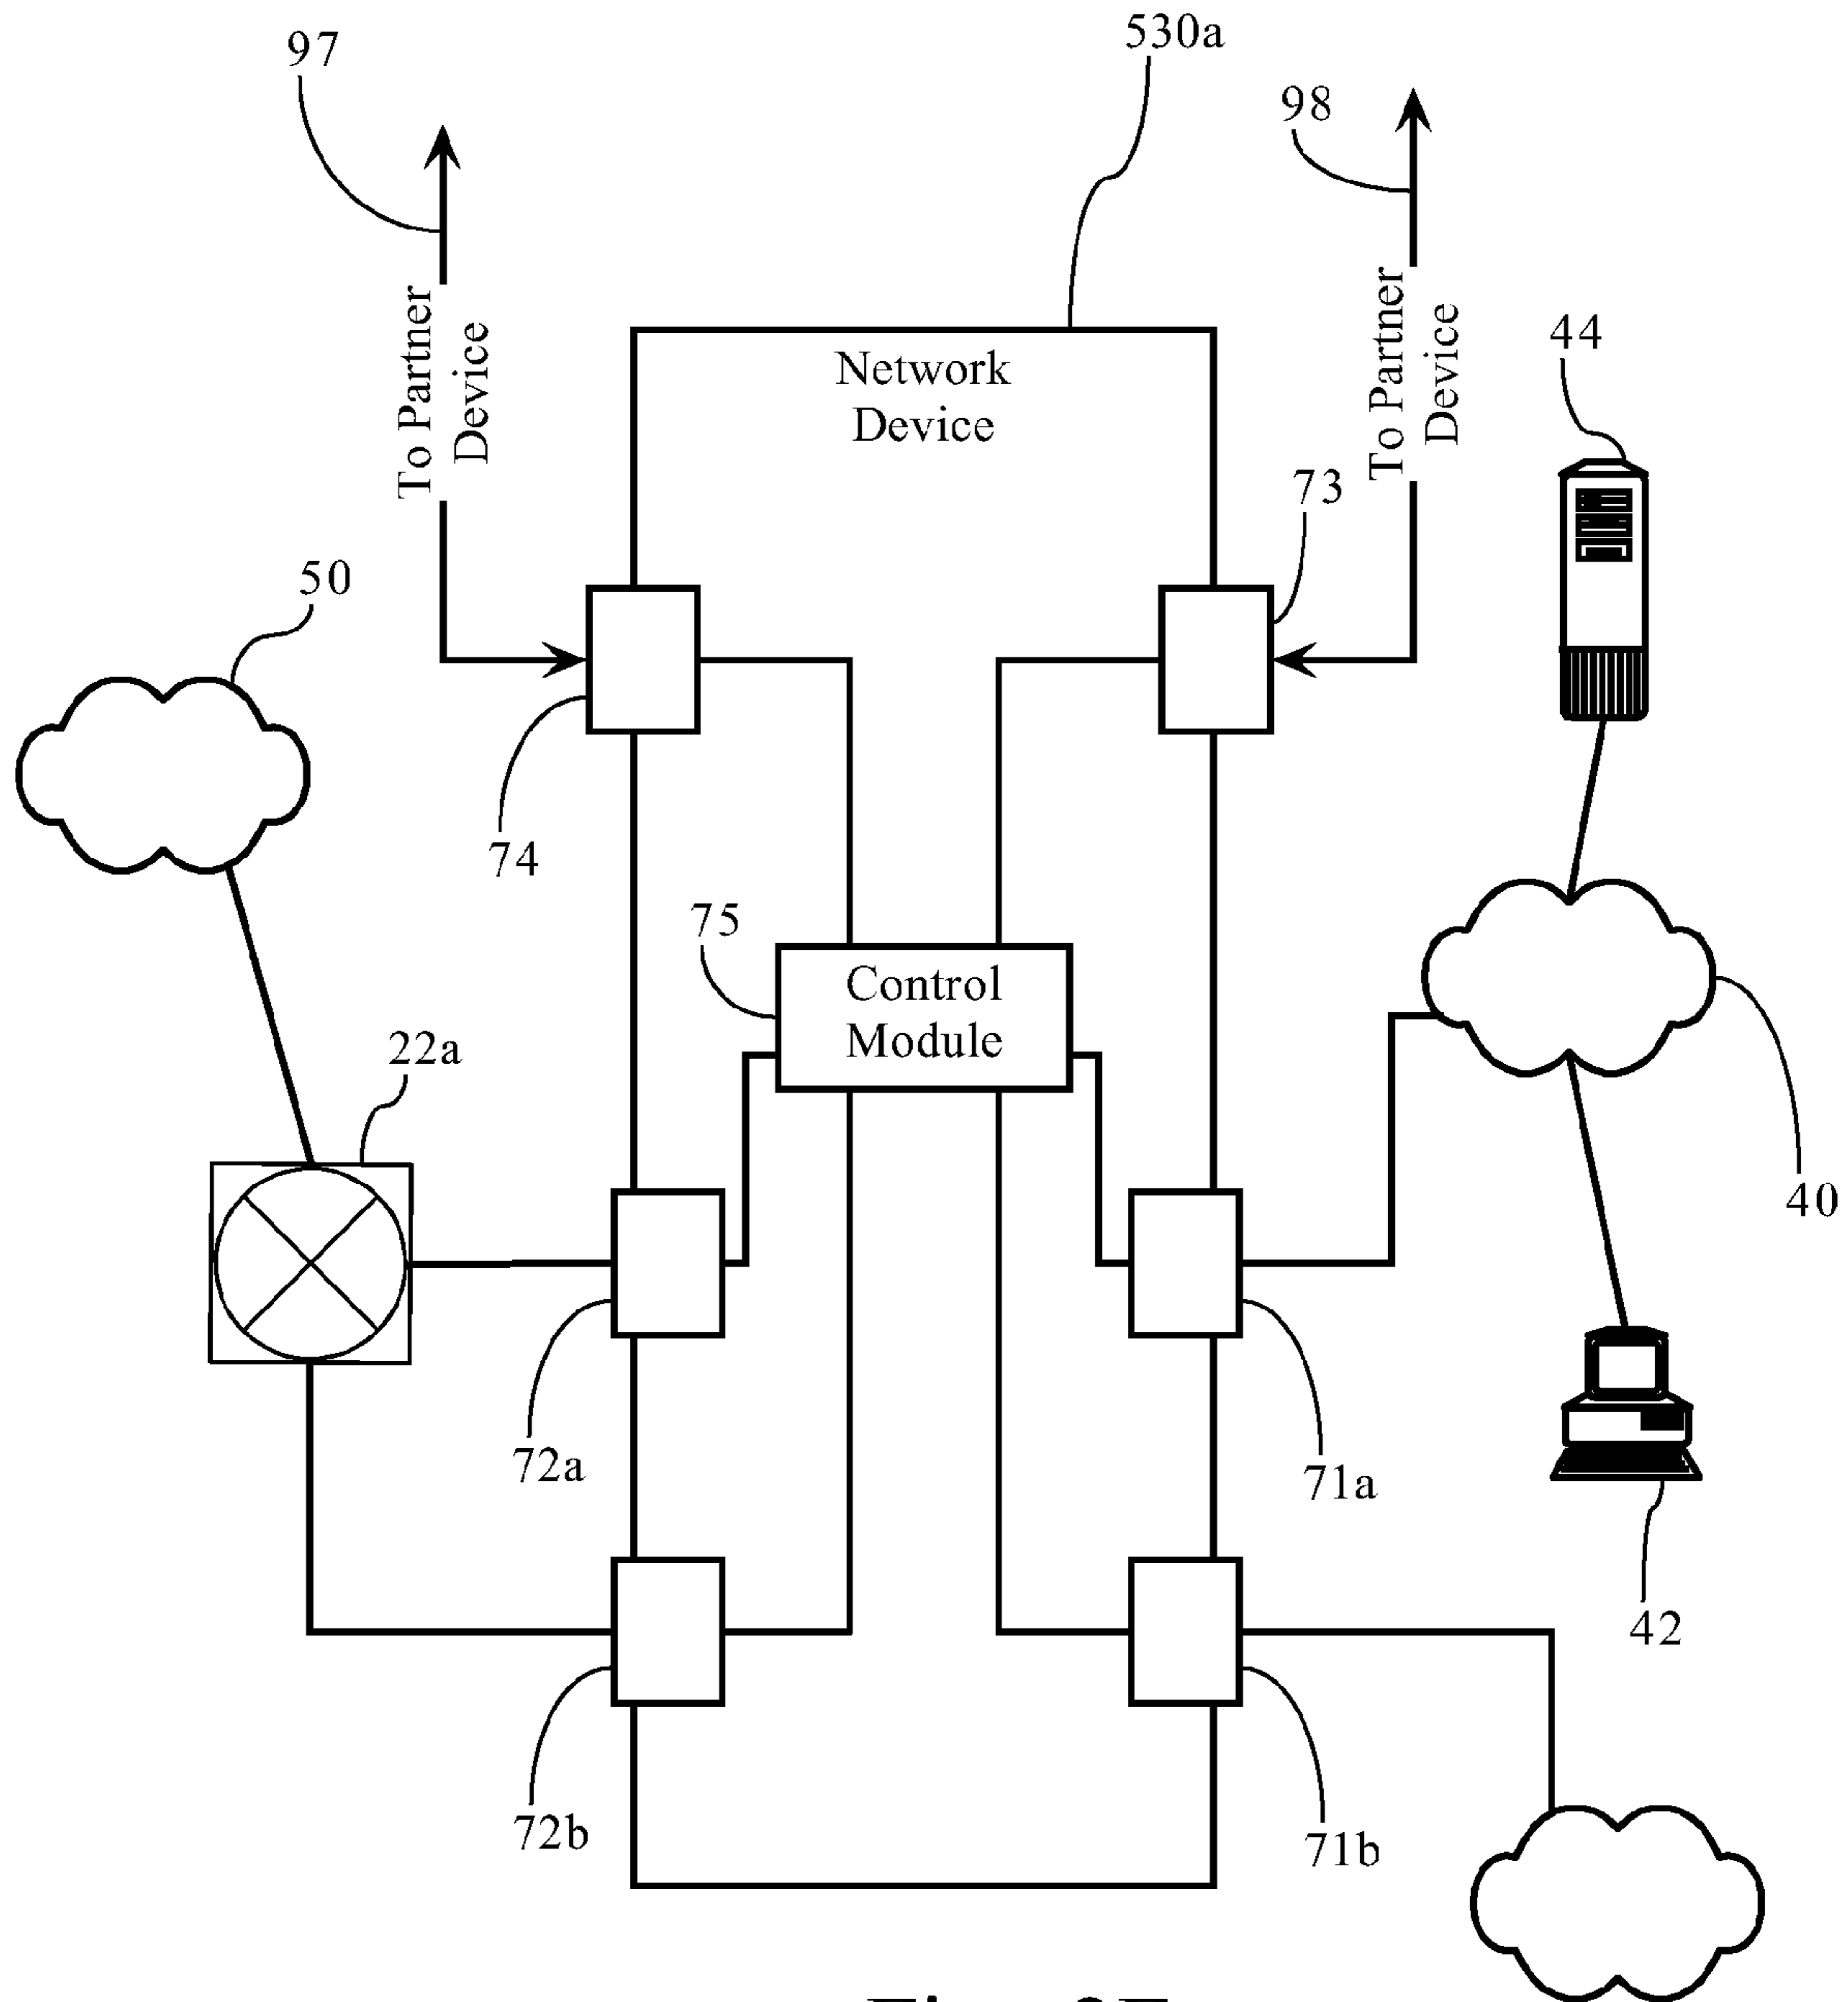 530a
97
98
To Partner
Device
To Partner
Device
44
Network
Device
73
50
74
75
Control
Module
22a
40
72a
71a
42
72b
71b